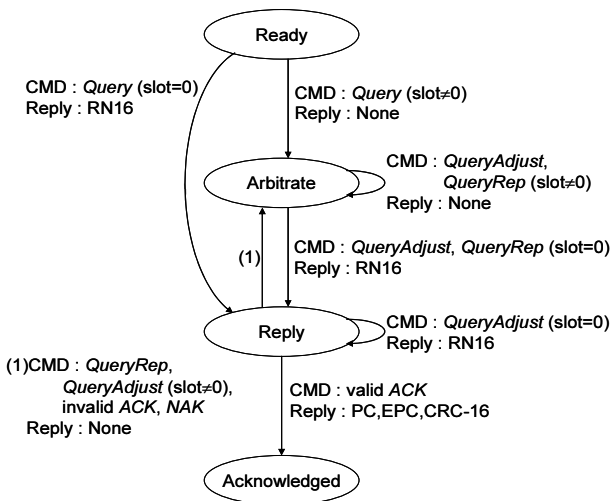 Ready
CMD : Query (slot=0)
Reply : RN16
CMD : Query (slot≠0)
Reply : None
Arbitrate
CMD : QueryAdjust,
QueryRep (slot≠0)
Reply : None
(1)
CMD : QueryAdjust, QueryRep (slot=0)
Reply : RN16
Reply
CMD : QueryAdjust (slot=0)
Reply : RN16
(1)CMD : QueryRep,
QueryAdjust (slot≠0),
invalid ACK, NAK
Reply : None
CMD : valid ACK
Reply : PC,EPC,CRC-16
Acknowledged